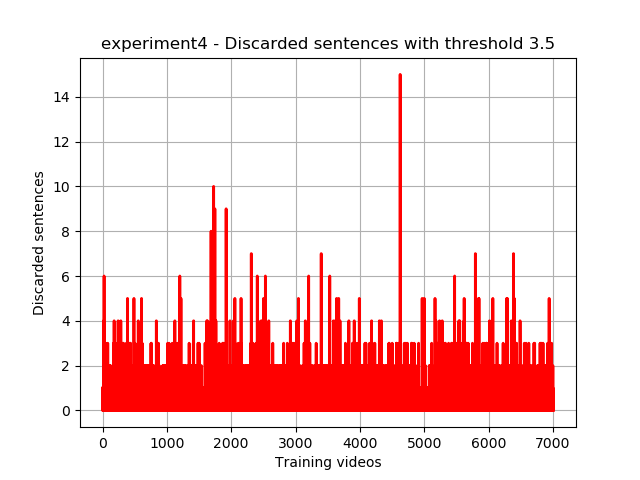 experiment4 - Discarded sentences with threshold 3.5
14
12
10
8
6
4
2
0
Discarded sentences
0 1000 2000 3000 4000 5000 6000 7000
Training videos